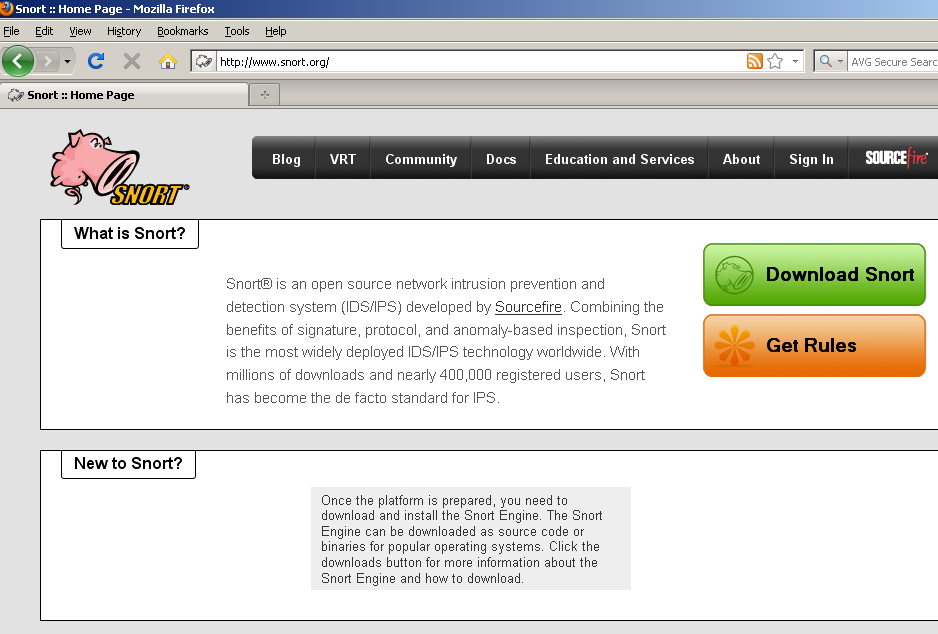 Snort :: Home Page - Mozilla Firefox
File Edit View History Bookmarks Tools Help
http://www.snort.org/
AVG Secure Searc
Snort :: Home Page
SNORT®
Blog VRT Community Docs Education and Services About Sign In SOURCEfire®
What is Snort?
Snort® is an open source network intrusion prevention and
detection system (IDS/IPS) developed by Sourcefire. Combining the
benefits of signature, protocol, and anomaly-based inspection, Snort
is the most widely deployed IDS/IPS technology worldwide. With
millions of downloads and nearly 400,000 registered users, Snort
has become the de facto standard for IPS.
Download Snort
Get Rules
New to Snort?
Once the platform is prepared, you need to
download and install the Snort Engine. The Snort
Engine can be downloaded as source code or
binaries for popular operating systems. Click the
downloads button for more information about the
Snort Engine and how to download.